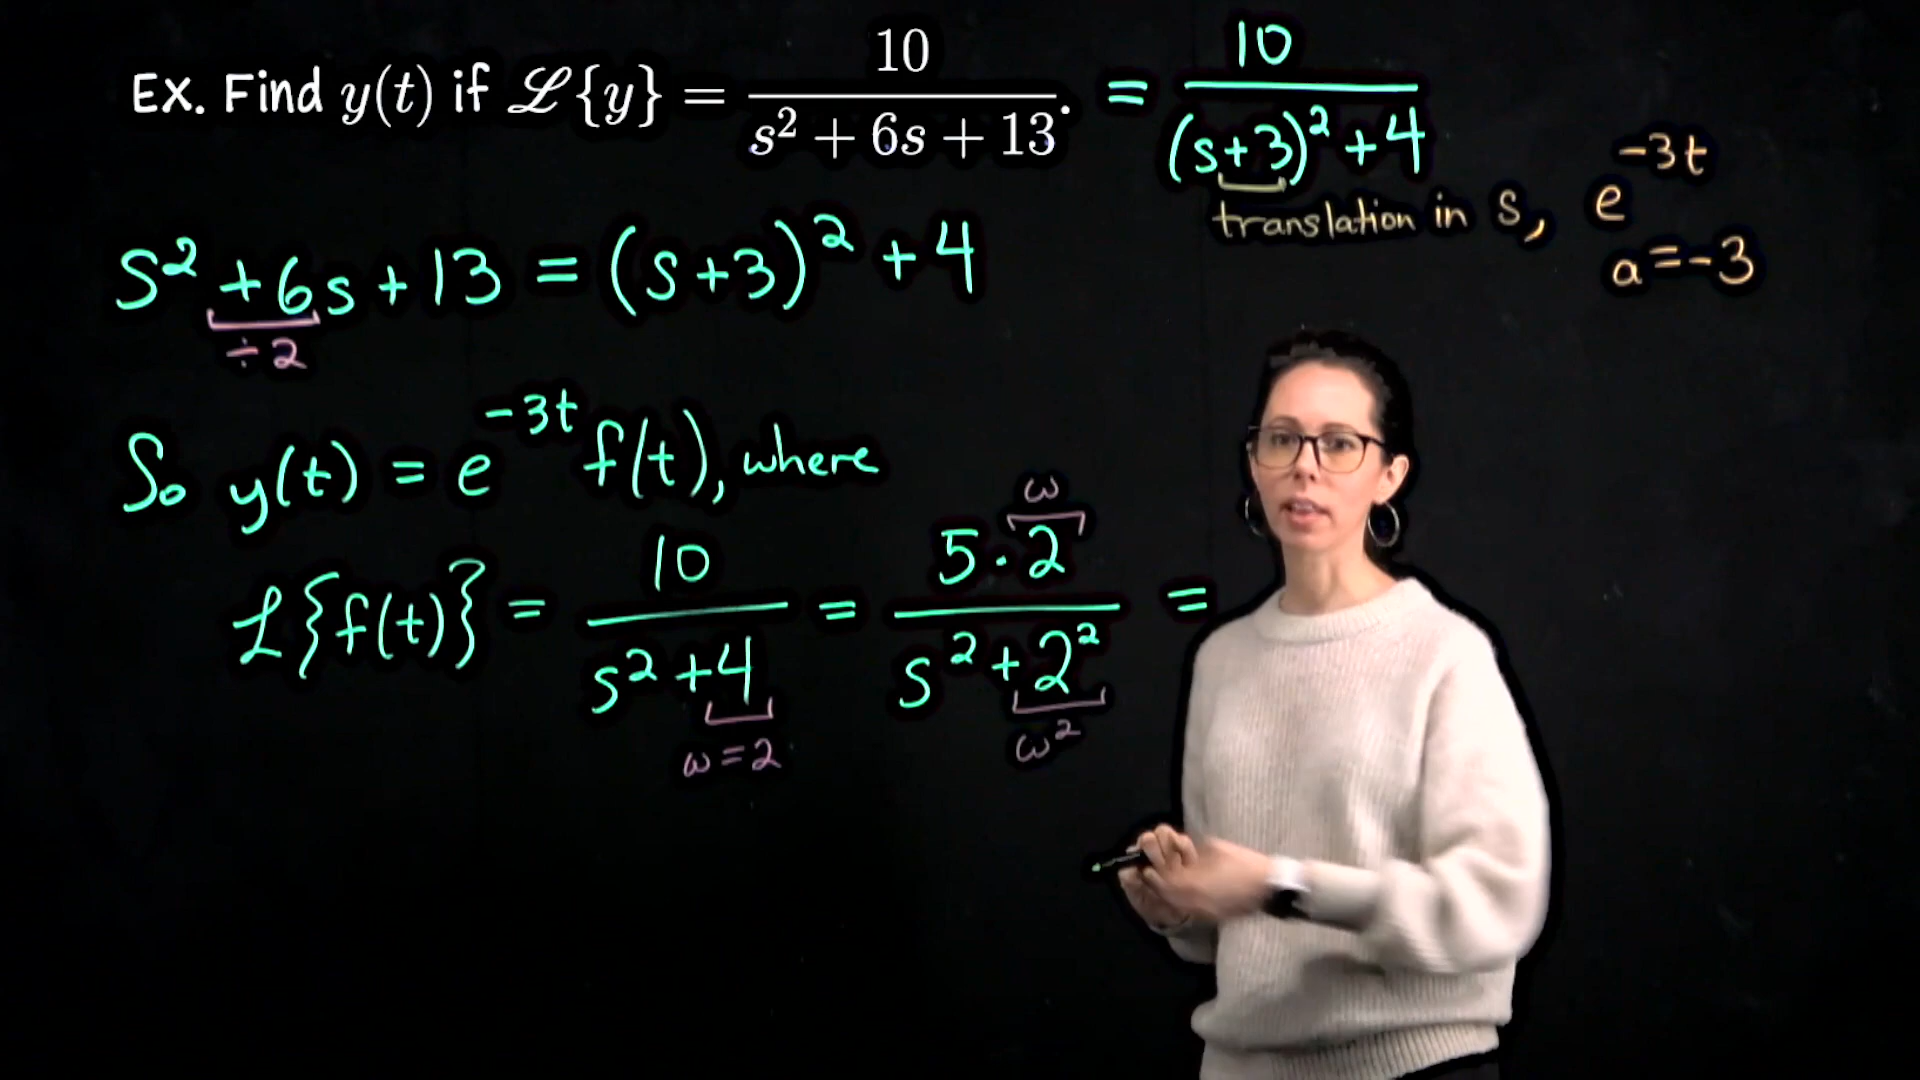 Ex. Find y(t) if ℒ{y} = 10 / (s² + 6s + 13). = 10 / ((s+3)² + 4)
translation in s, e^(-3t)
a = -3
s² + 6s + 13 = (s+3)² + 4
÷ 2
So y(t) = e^(-3t) f(t), where
ℒ{f(t)} = 10 / (s² + 4) = 5 · 2 / (s² + 2²) =
ω
ω = 2
ω²